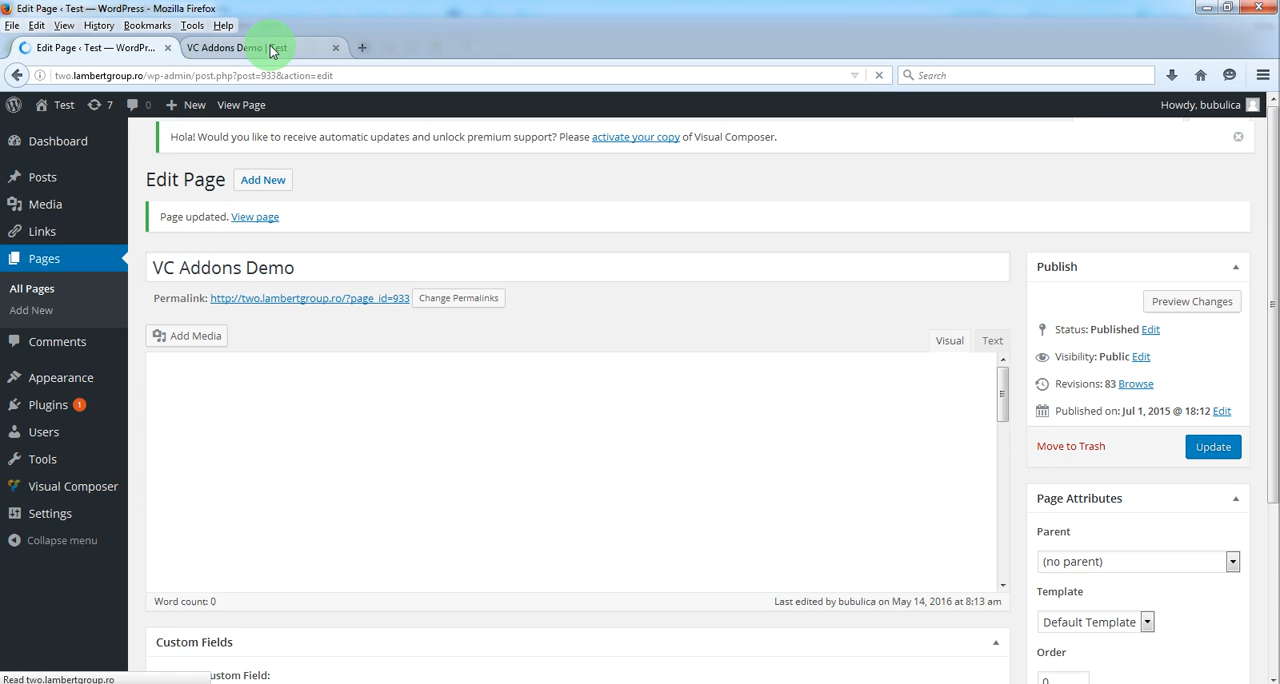 Edit Page ‹ Test — WordPress - Mozilla Firefox
File Edit View History Bookmarks Tools Help
Edit Page ‹ Test — WordPr... VC Addons Demo | Test
two.lambertgroup.ro/wp-admin/post.php?post=933&action=edit Search
Test 7 0 New View Page Howdy, bubulica
Hola! Would you like to receive automatic updates and unlock premium support? Please activate your copy of Visual Composer.
Dashboard
Posts
Media
Links
Pages
All Pages
Add New
Comments
Appearance
Plugins 1
Users
Tools
Visual Composer
Settings
Collapse menu
Edit Page Add New
Page updated. View page
VC Addons Demo
Permalink: http://two.lambertgroup.ro/?page_id=933 Change Permalinks
Add Media
Visual Text
Word count: 0 Last edited by bubulica on May 14, 2016 at 8:13 am
Custom Fields
ustom Field:
Publish
Preview Changes
Status: Published Edit
Visibility: Public Edit
Revisions: 83 Browse
Published on: Jul 1, 2015 @ 18:12 Edit
Move to Trash Update
Page Attributes
Parent
(no parent)
Template
Default Template
Order
0
Read two.lambertgroup.ro